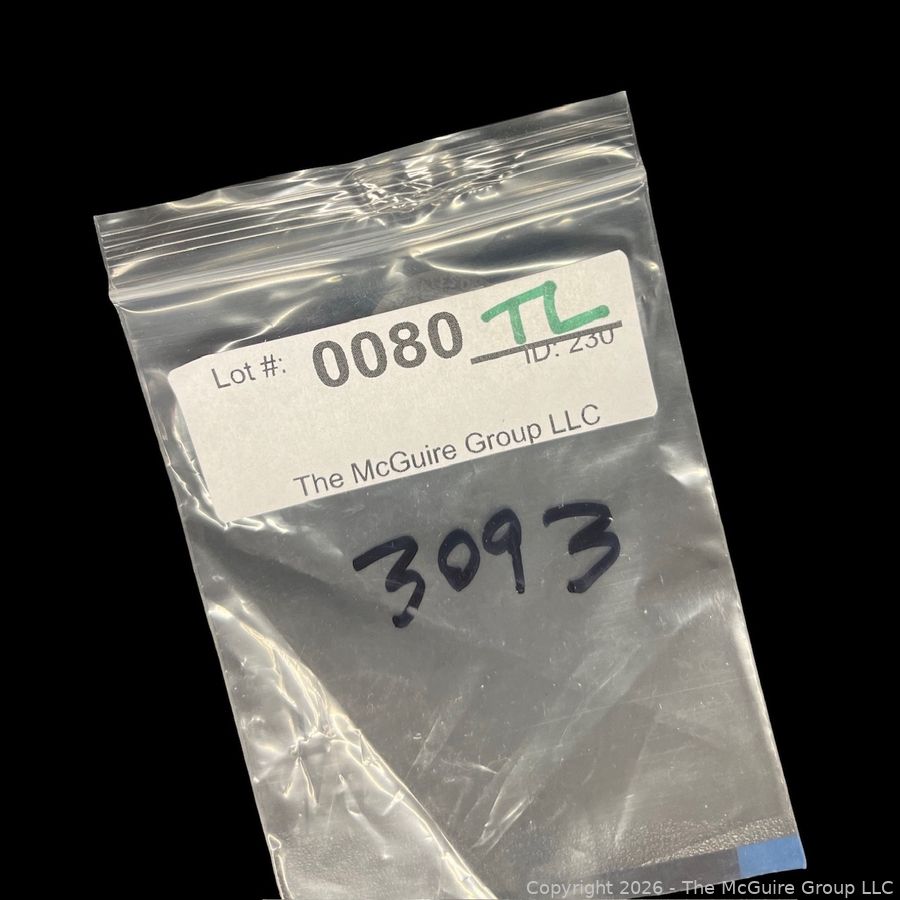 Lot #: 0080 TL
ID: 230
The McGuire Group LLC
3093
Copyright 2026 - The McGuire Group LLC